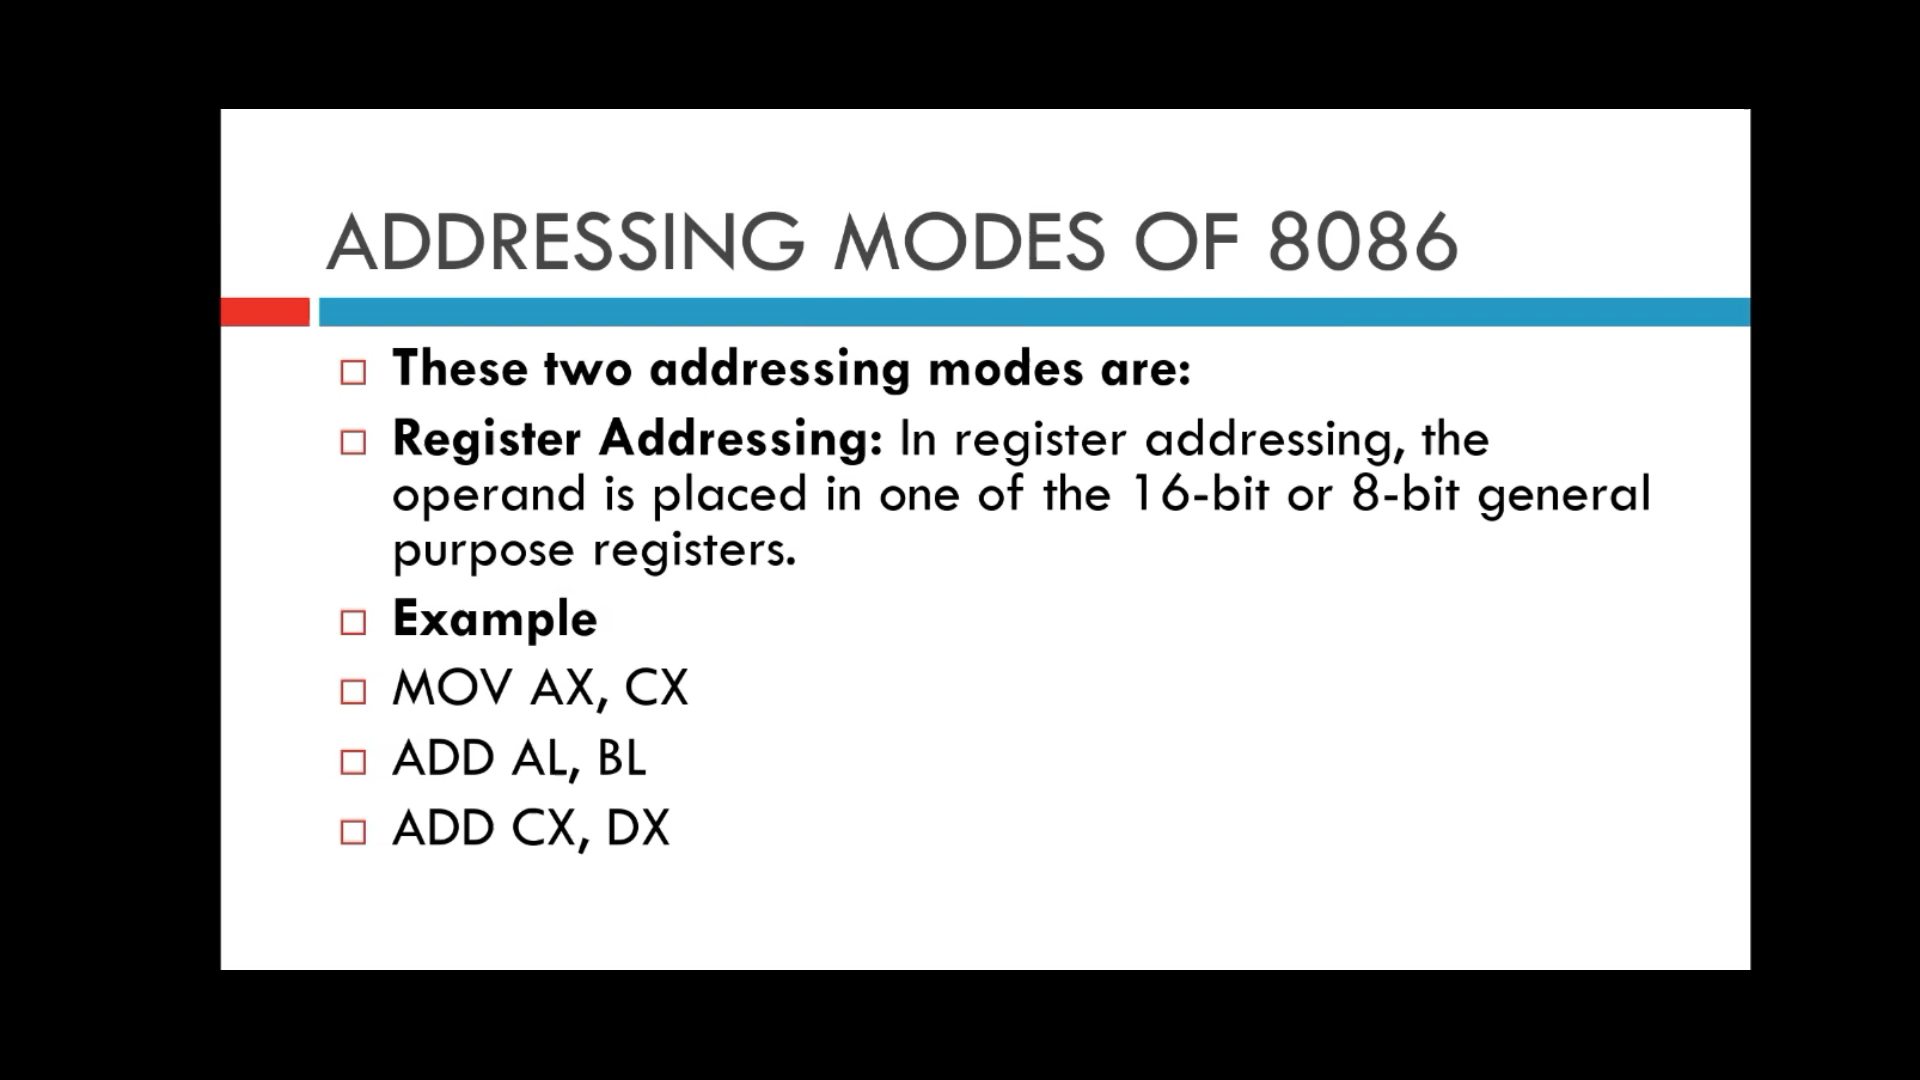 ADDRESSING MODES OF 8086
These two addressing modes are:
Register Addressing: In register addressing, the
operand is placed in one of the 16-bit or 8-bit general
purpose registers.
Example
MOV AX, CX
ADD AL, BL
ADD CX, DX